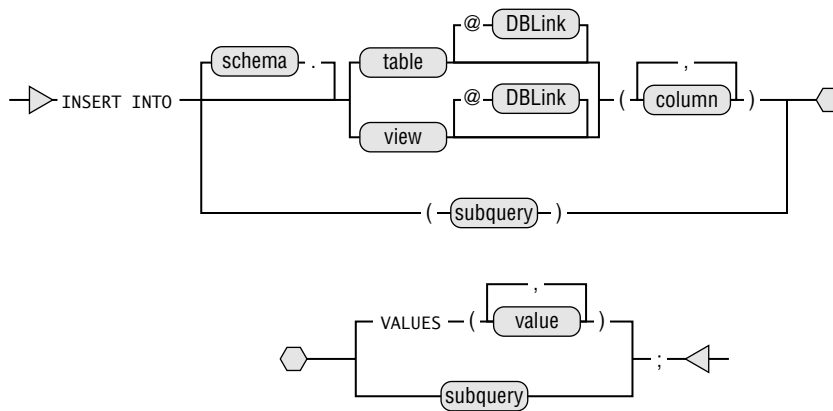 @ DBLink
schema . table ,
INSERT INTO @ DBLink ( column )
view
( subquery )
,
VALUES ( value )
;
subquery